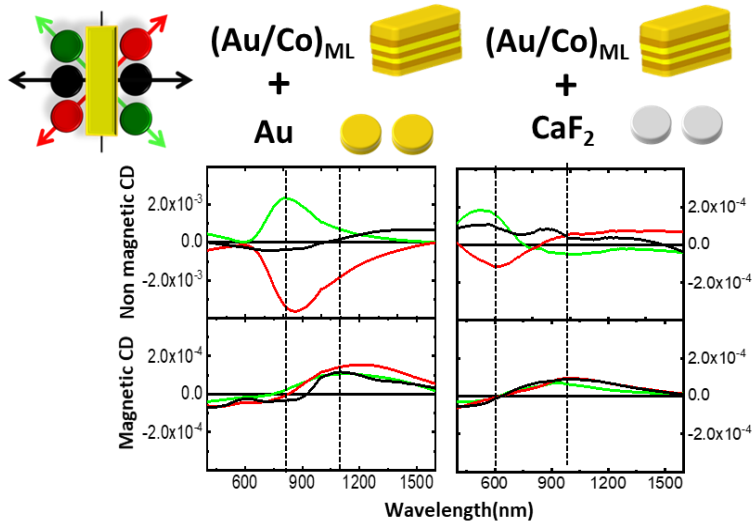 (Au/Co)ML (Au/Co)ML
+ +
Au CaF2
Non magnetic CD
2.0x10-3
0.0
-2.0x10-3
2.0x10-4
0.0
-2.0x10-4
Magnetic CD
2.0x10-4
0.0
-2.0x10-4
2.0x10-4
0.0
-2.0x10-4
600 900 1200 1500 600 900 1200 1500
Wavelength(nm)